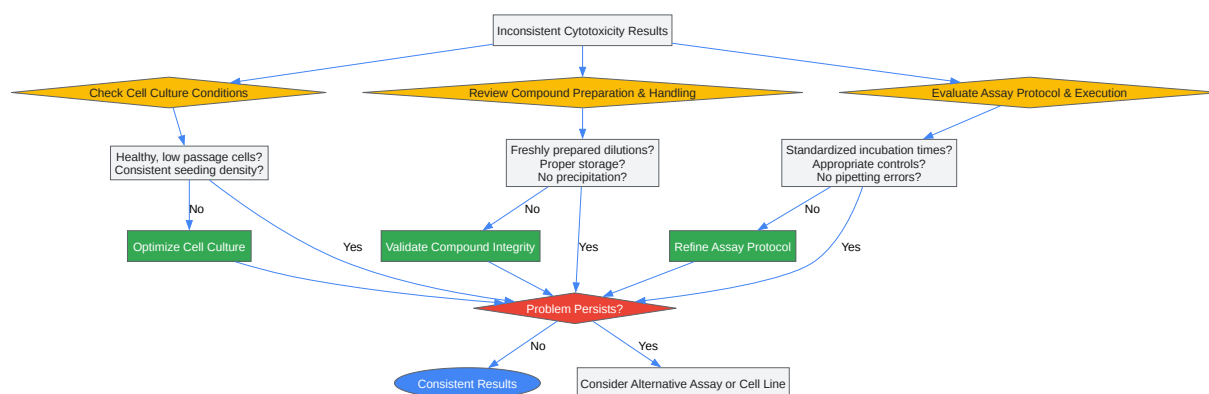 Inconsistent Cytotoxicity Results
Check Cell Culture Conditions
Review Compound Preparation & Handling
Evaluate Assay Protocol & Execution
Healthy, low passage cells?
Consistent seeding density?
Freshly prepared dilutions?
Proper storage?
No precipitation?
Standardized incubation times?
Appropriate controls?
No pipetting errors?
No
No
No
Optimize Cell Culture
Yes
Validate Compound Integrity
Yes
Refine Assay Protocol
Yes
Problem Persists?
No
Yes
Consistent Results
Consider Alternative Assay or Cell Line